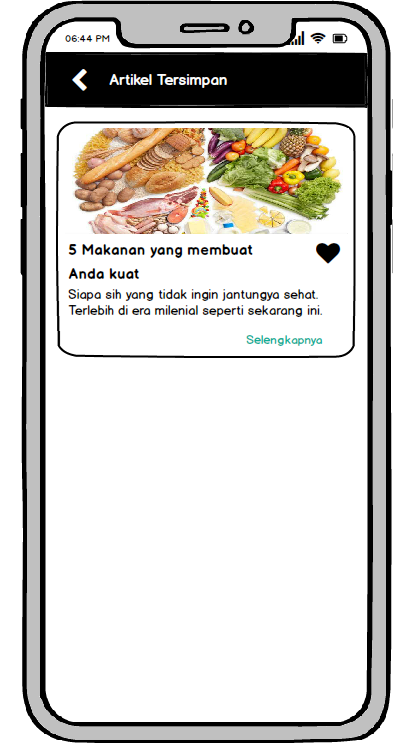 06:44 PM
Artikel Tersimpan
5 Makanan yang membuat
Anda kuat
Siapa sih yang tidak ingin jantungya sehat.
Terlebih di era milenial seperti sekarang ini.
Selengkapnya